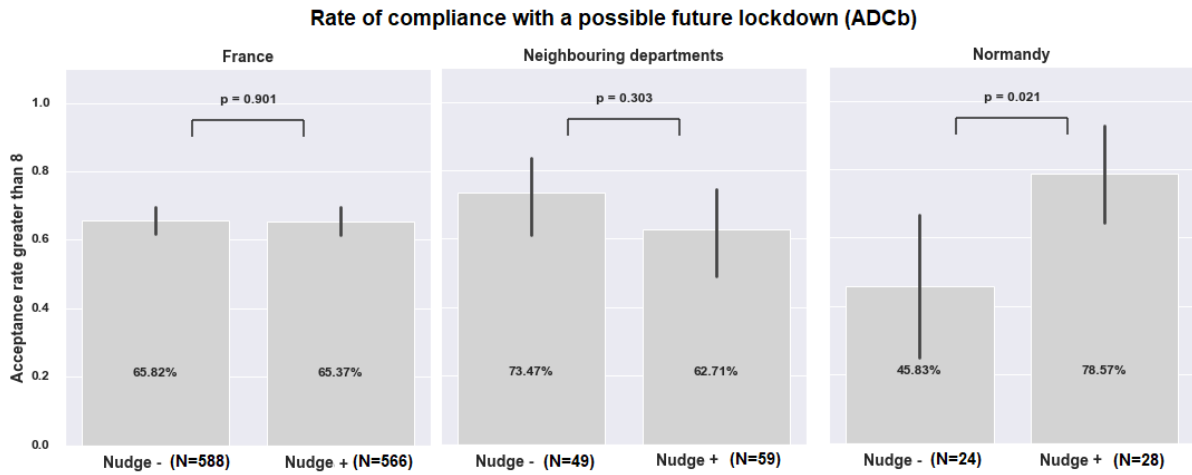 Rate of compliance with a possible future lockdown (ADCb)
France
Neighbouring departments
Normandy
Acceptance rate greater than 8
1.0
0.8
0.6
0.4
0.2
0.0
p = 0.901
p = 0.303
p = 0.021
65.82%
65.37%
73.47%
62.71%
45.83%
78.57%
Nudge - (N=588)
Nudge + (N=566)
Nudge - (N=49)
Nudge + (N=59)
Nudge - (N=24)
Nudge + (N=28)